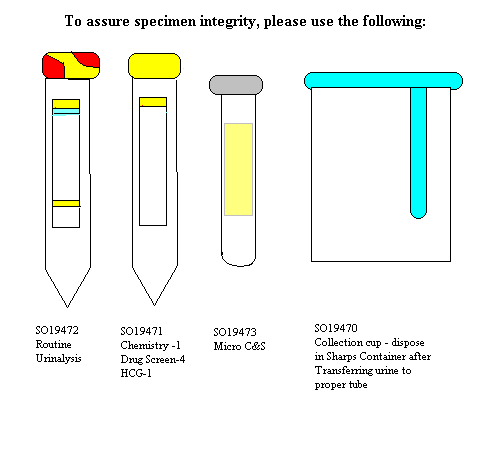 To assure specimen integrity, please use the following:
SO19472
Routine
Urinalysis
SO19471
Chemistry -1
Drug Screen-4
HCG-1
SO19473
Micro C&S
SO19470
Collection cup - dispose
in Sharps Container after
Transferring urine to
proper tube